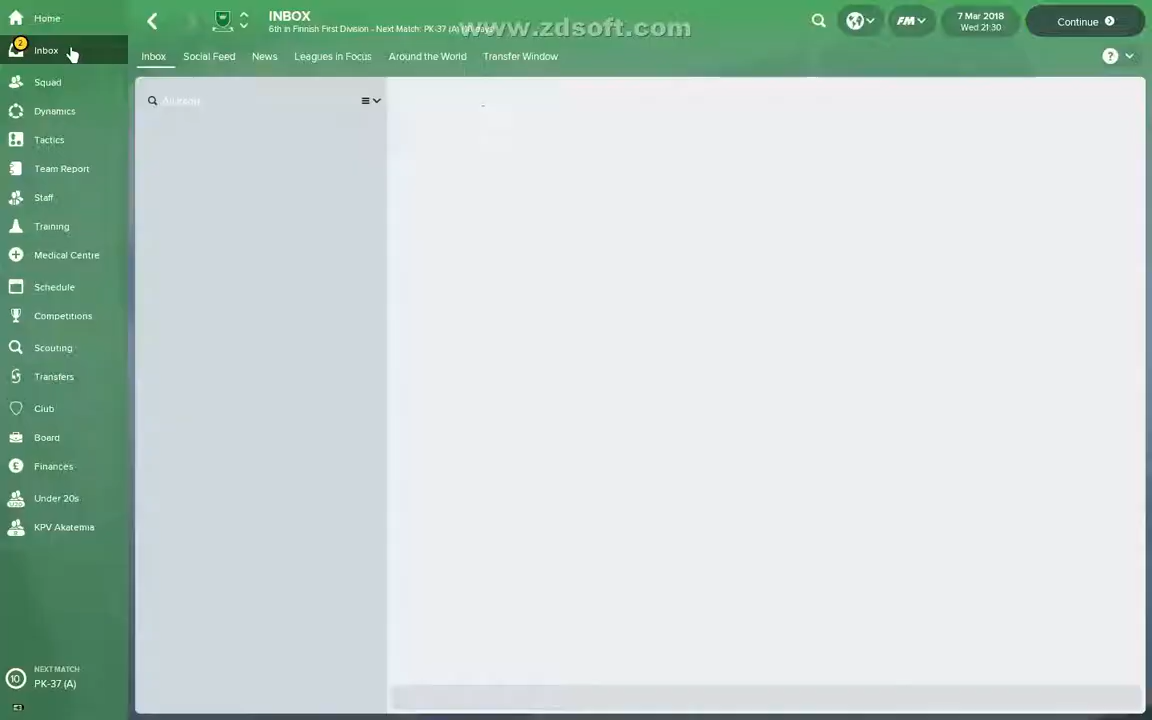 Home
Inbox
2
Squad
Dynamics
Tactics
Team Report
Staff
Training
Medical Centre
Schedule
Competitions
Scouting
Transfers
Club
Board
Finances
Under 20s
KPV Akatemia
NEXT MATCH
10
PK-37 (A)
INBOX
6th in Finnish First Division - Next Match: PK-37 (A)
www.zdsoft.com
FM
7 Mar 2018
Wed 21:30
Continue
Inbox
Social Feed
News
Leagues in Focus
Around the World
Transfer Window
?